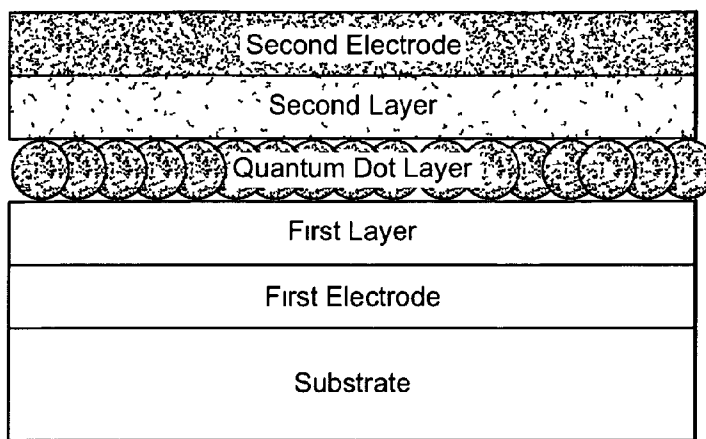 Second Electrode
Second Layer
Quantum Dot Layer
First Layer
First Electrode
Substrate